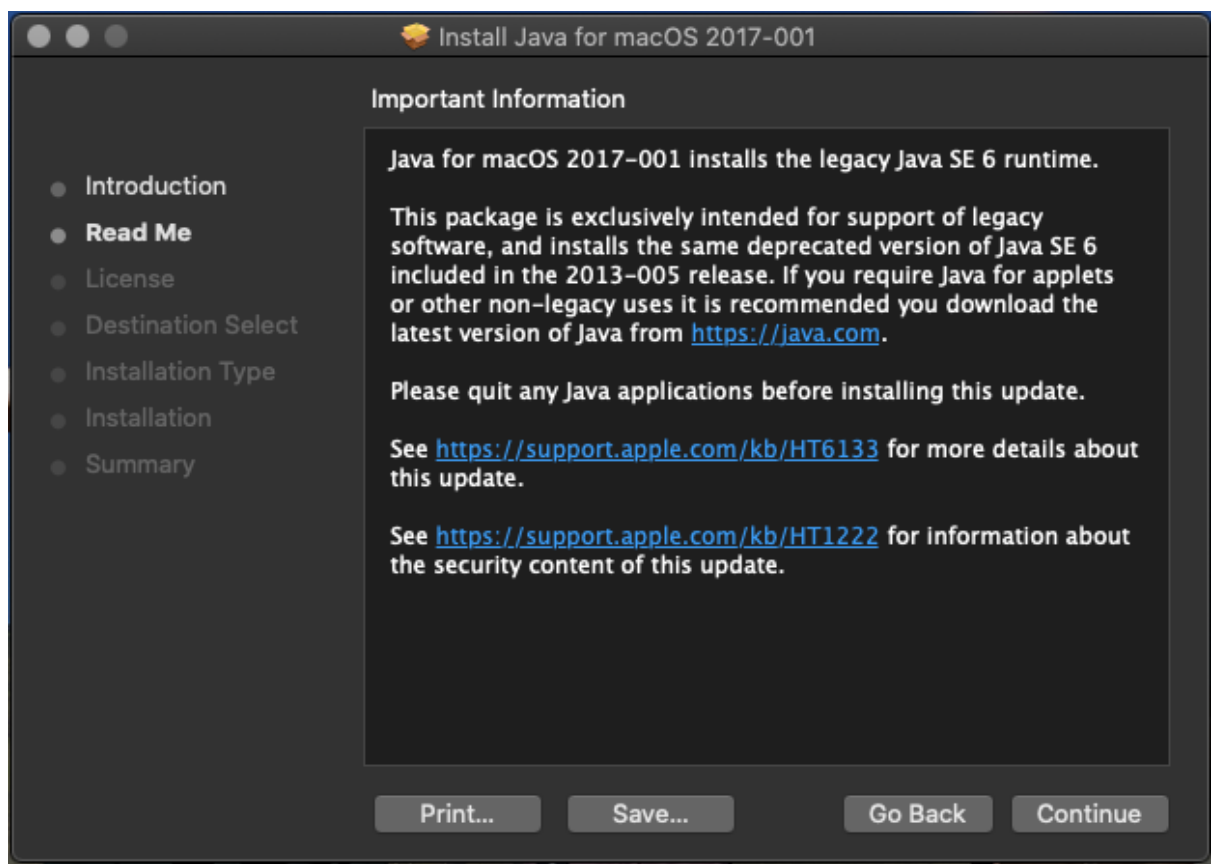 Install Java for macOS 2017-001
Important Information
Introduction
Read Me
License
Destination Select
Installation Type
Installation
Summary
Java for macOS 2017-001 installs the legacy Java SE 6 runtime.
This package is exclusively intended for support of legacy
software, and installs the same deprecated version of Java SE 6
included in the 2013-005 release. If you require Java for applets
or other non-legacy uses it is recommended you download the
latest version of Java from https://java.com.
Please quit any Java applications before installing this update.
See https://support.apple.com/kb/HT6133 for more details about
this update.
See https://support.apple.com/kb/HT1222 for information about
the security content of this update.
Print...
Save...
Go Back
Continue